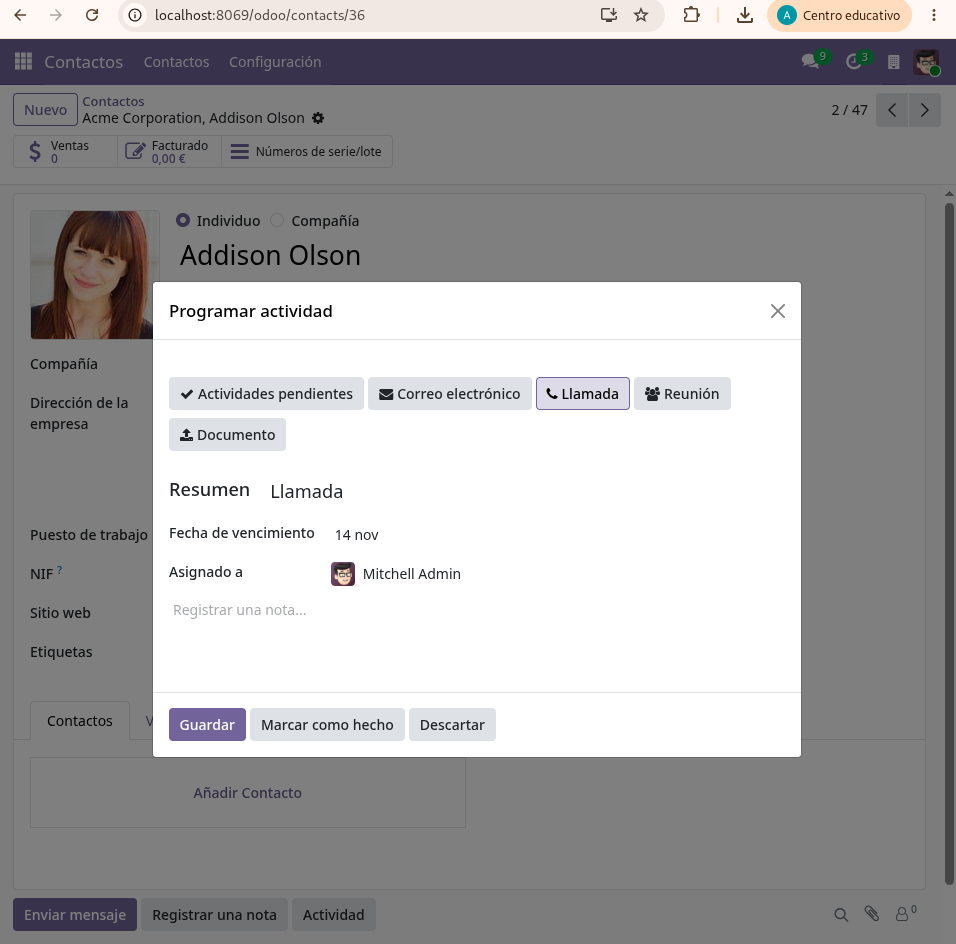 localhost:8069/odoo/contacts/36
A Centro educativo
Contactos Contactos Configuración 9 3
Nuevo Contactos
Acme Corporation, Addison Olson
2 / 47
Ventas 0
Facturado 0,00 €
Números de serie/lote
Individuo Compañía
Addison Olson
Programar actividad
Compañía
Actividades pendientes Correo electrónico Llamada Reunión
Dirección de la empresa
Documento
Resumen Llamada
Fecha de vencimiento 14 nov
Puesto de trabajo
Asignado a Mitchell Admin
NIF ?
Registrar una nota...
Sitio web
Etiquetas
Contactos V
Guardar Marcar como hecho Descartar
Añadir Contacto
Enviar mensaje Registrar una nota Actividad 0